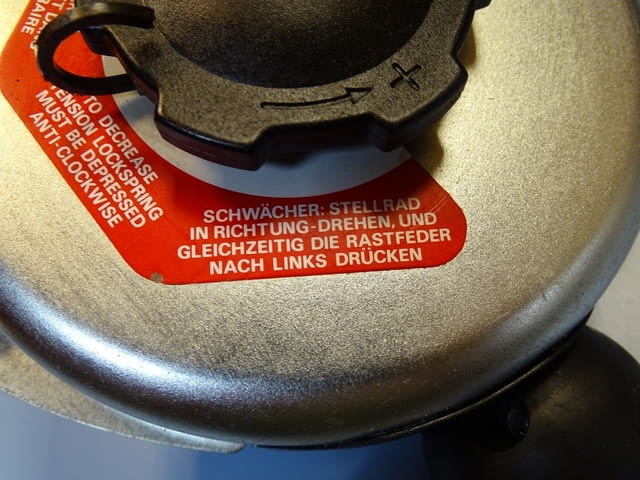 TO DECREASE
TENSION LOCKSPRING
MUST BE DEPRESSED
ANTI-CLOCKWISE
SCHWÄCHER: STELLRAD
IN RICHTUNG-DREHEN, UND
GLEICHZEITIG DIE RASTFEDER
NACH LINKS DRÜCKEN
+